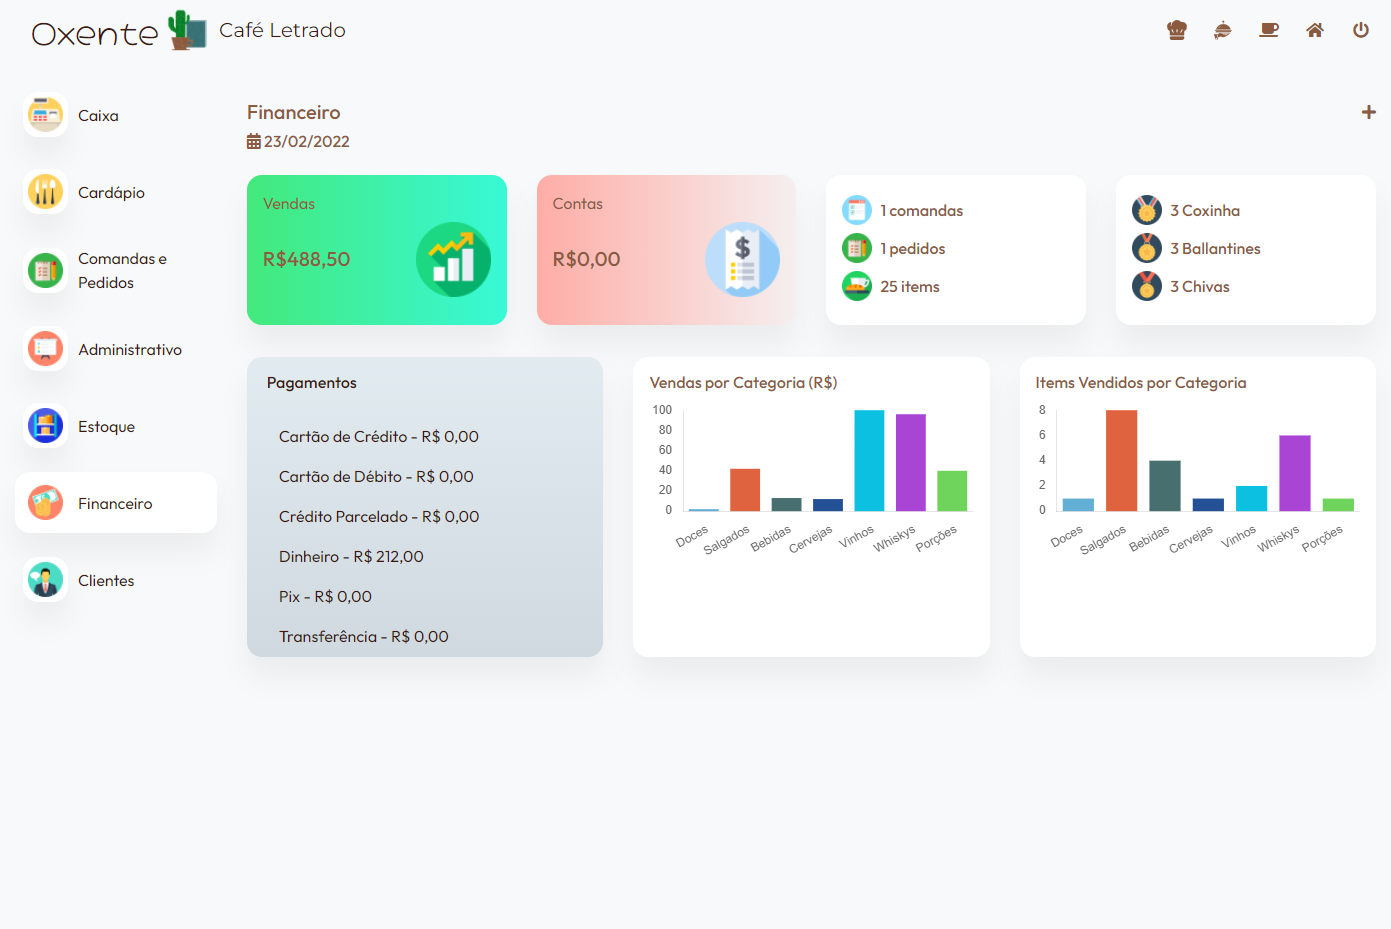 Oxente Café Letrado
Caixa
Cardápio
Comandas e
Pedidos
Administrativo
Estoque
Financeiro
Clientes
Financeiro
23/02/2022
Vendas
R$488,50
Contas
R$0,00
1 comandas
1 pedidos
25 items
3 Coxinha
3 Ballantines
3 Chivas
Pagamentos
Cartão de Crédito - R$ 0,00
Cartão de Débito - R$ 0,00
Crédito Parcelado - R$ 0,00
Dinheiro - R$ 212,00
Pix - R$ 0,00
Transferência - R$ 0,00
Vendas por Categoria (R$)
100
80
60
40
20
0
Doces Salgados Bebidas Cervejas Vinhos Whiskys Porções
Items Vendidos por Categoria
8
6
4
2
0
Doces Salgados Bebidas Cervejas Vinhos Whiskys Porções